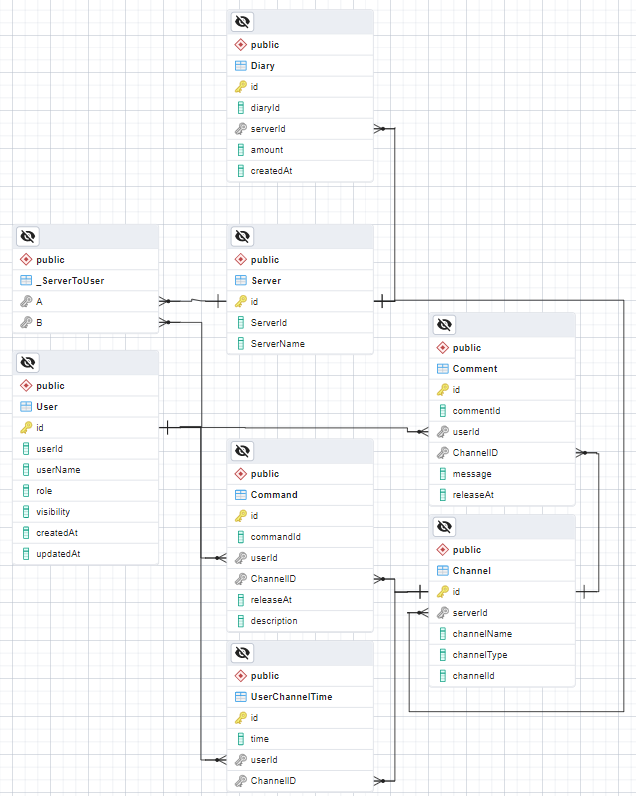 public
Diary
id
diaryId
serverId
amount
createdAt
public
_ServerToUser
A
B
public
Server
id
ServerId
ServerName
public
User
id
userId
userName
role
visibility
createdAt
updatedAt
public
Comment
id
commentId
userId
ChannelID
message
releaseAt
public
Command
id
commandId
userId
ChannelID
releaseAt
description
public
Channel
id
serverId
channelName
channelType
channelId
public
UserChannelTime
id
time
userId
ChannelID